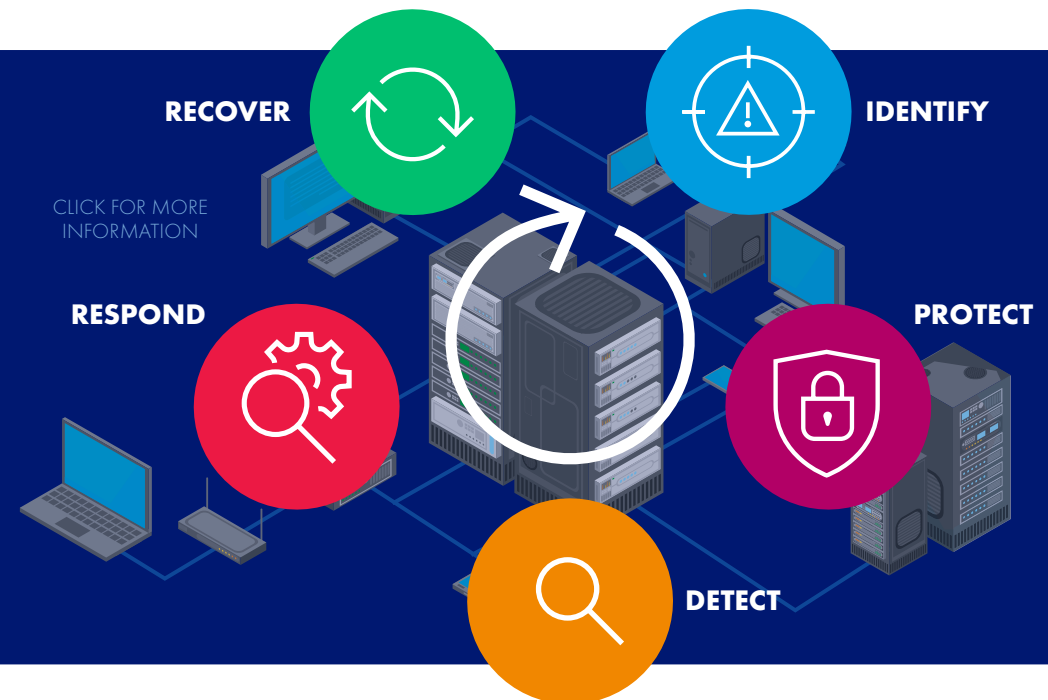 RECOVER
IDENTIFY
CLICK FOR MORE
INFORMATION
RESPOND
PROTECT
DETECT